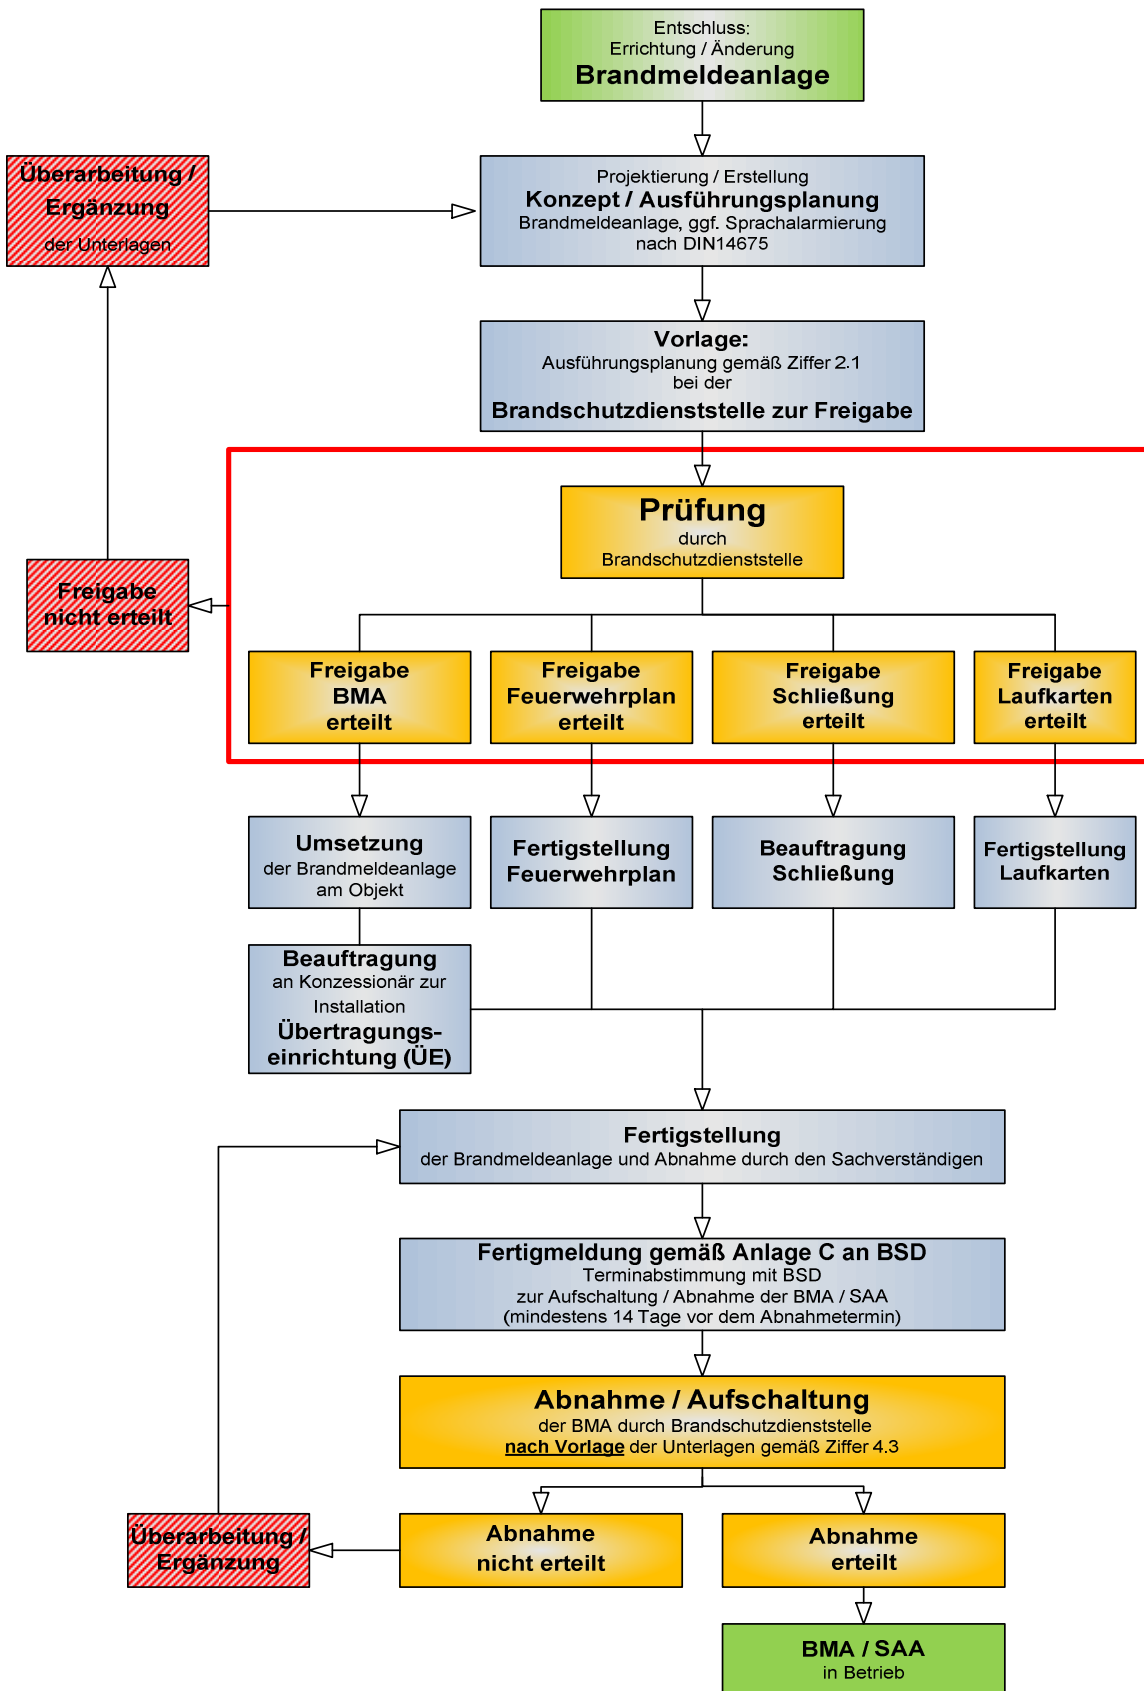 Entschluss:
Errichtung / Änderung
Brandmeldeanlage
Überarbeitung /
Ergänzung
der Unterlagen
Projektierung / Erstellung
Konzept / Ausführungsplanung
Brandmeldeanlage, ggf. Sprachalarmierung
nach DIN14675
Vorlage:
Ausführungsplanung gemäß Ziffer 2.1
bei der
Brandschutzdienststelle zur Freigabe
Prüfung
durch
Brandschutzdienststelle
Freigabe
nicht erteilt
Freigabe
BMA
erteilt
Freigabe
Feuerwehrplan
erteilt
Freigabe
Schließung
erteilt
Freigabe
Laufkarten
erteilt
Umsetzung
der Brandmeldeanlage
am Objekt
Fertigstellung
Feuerwehrplan
Beauftragung
Schließung
Fertigstellung
Laufkarten
Beauftragung
an Konzessionär zur
Installation
Übertragungs-
einrichtung (ÜE)
Fertigstellung
der Brandmeldeanlage und Abnahme durch den Sachverständigen
Fertigmeldung gemäß Anlage C an BSD
Terminabstimmung mit BSD
zur Aufschaltung / Abnahme der BMA / SAA
(mindestens 14 Tage vor dem Abnahmetermin)
Abnahme / Aufschaltung
der BMA durch Brandschutzdienststelle
nach Vorlage der Unterlagen gemäß Ziffer 4.3
Überarbeitung /
Ergänzung
Abnahme
nicht erteilt
Abnahme
erteilt
BMA / SAA
in Betrieb